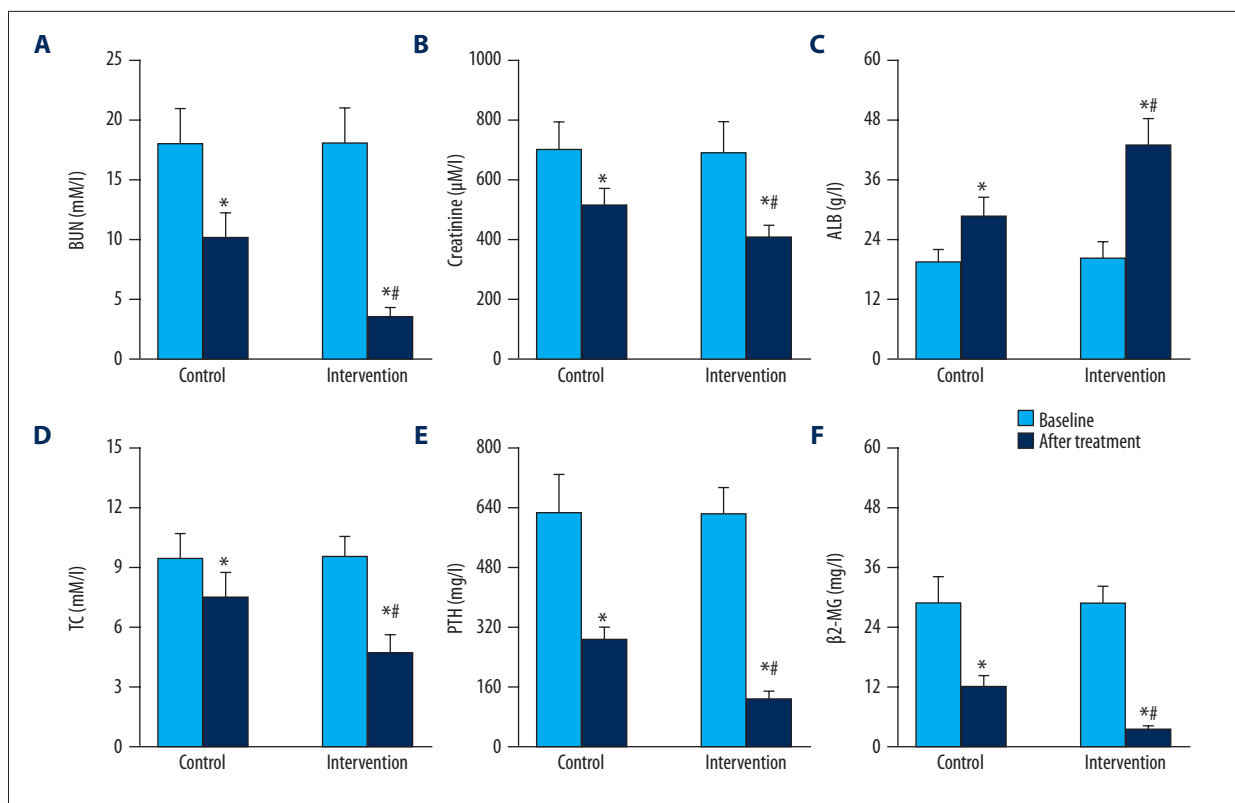 A
25
20
15
10
5
0
BUN (mM/l)
*
*#
Control
Intervention
B
1000
800
600
400
200
0
Creatinine (µM/l)
*
*#
Control
Intervention
C
60
48
36
24
12
0
ALB (g/l)
*
*#
Control
Intervention
Baseline
After treatment
D
15
12
9
6
3
0
TC (mM/l)
*
*#
Control
Intervention
E
800
640
480
320
160
0
PTH (mg/l)
*
*#
Control
Intervention
F
60
48
36
24
12
0
β2-MG (mg/l)
*
*#
Control
Intervention